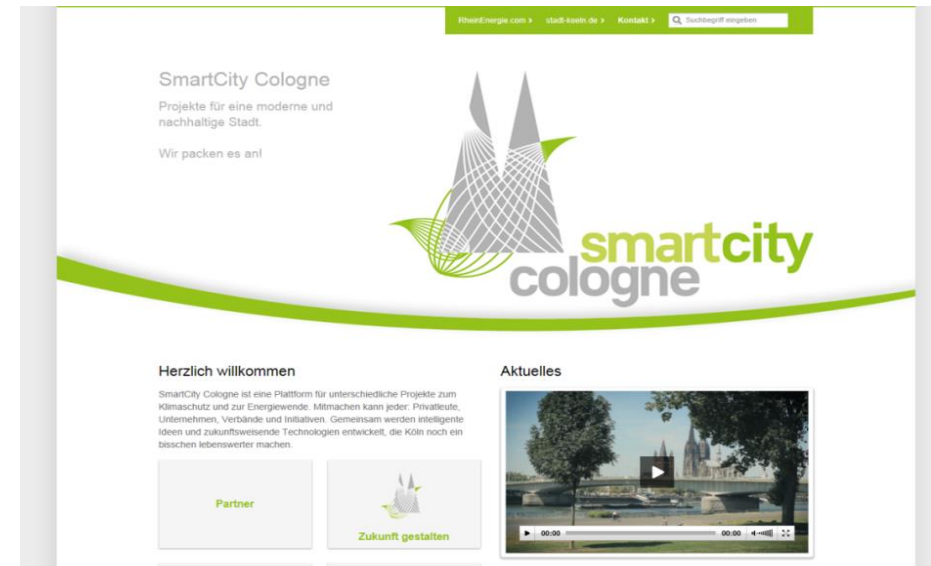 RheinEnergie.com > stadt-koeln.de > Kontakt > Suchbegriff eingeben
SmartCity Cologne
Projekte für eine moderne und
nachhaltige Stadt.
Wir packen es an!
smartcity
cologne
Herzlich willkommen
SmartCity Cologne ist eine Plattform für unterschiedliche Projekte zum
Klimaschutz und zur Energiewende. Mitmachen kann jeder: Privatleute,
Unternehmen, Verbände und Initiativen. Gemeinsam werden intelligente
Ideen und zukunftsweisende Technologien entwickelt, die Köln noch ein
bisschen lebenswerter machen.
Partner
Zukunft gestalten
Aktuelles
00:00 00:00